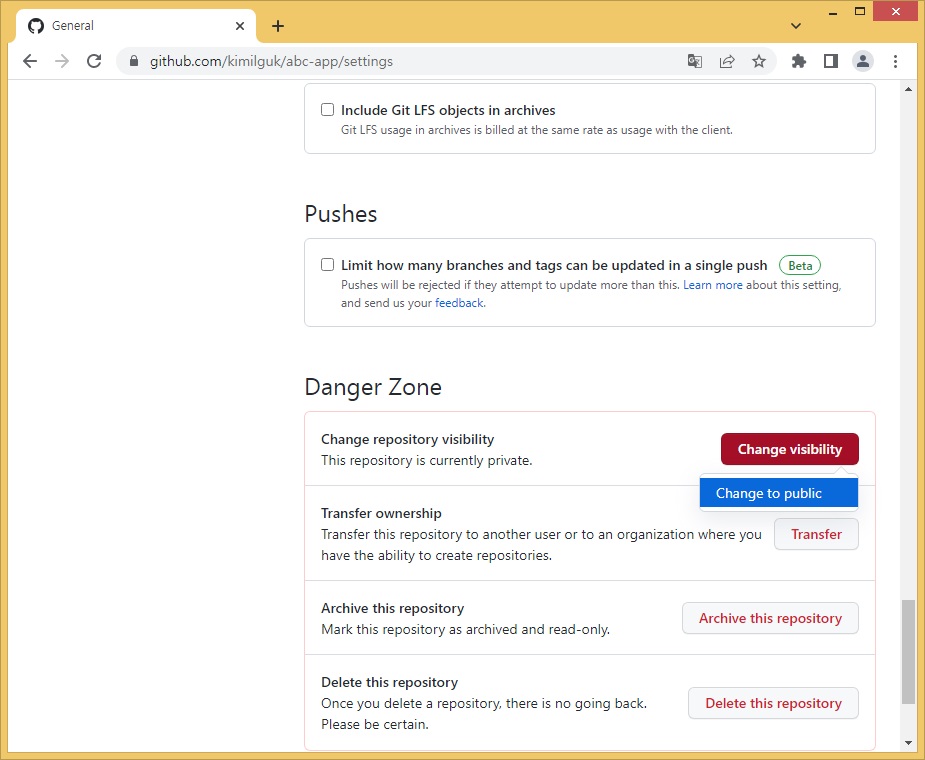 General
github.com/kimilguk/abc-app/settings
Include Git LFS objects in archives
Git LFS usage in archives is billed at the same rate as usage with the client.
Pushes
Limit how many branches and tags can be updated in a single push Beta
Pushes will be rejected if they attempt to update more than this. Learn more about this setting,
and send us your feedback.
Danger Zone
Change repository visibility
This repository is currently private.
Change visibility
Change to public
Transfer ownership
Transfer this repository to another user or to an organization where you
have the ability to create repositories.
Transfer
Archive this repository
Mark this repository as archived and read-only.
Archive this repository
Delete this repository
Once you delete a repository, there is no going back.
Please be certain.
Delete this repository